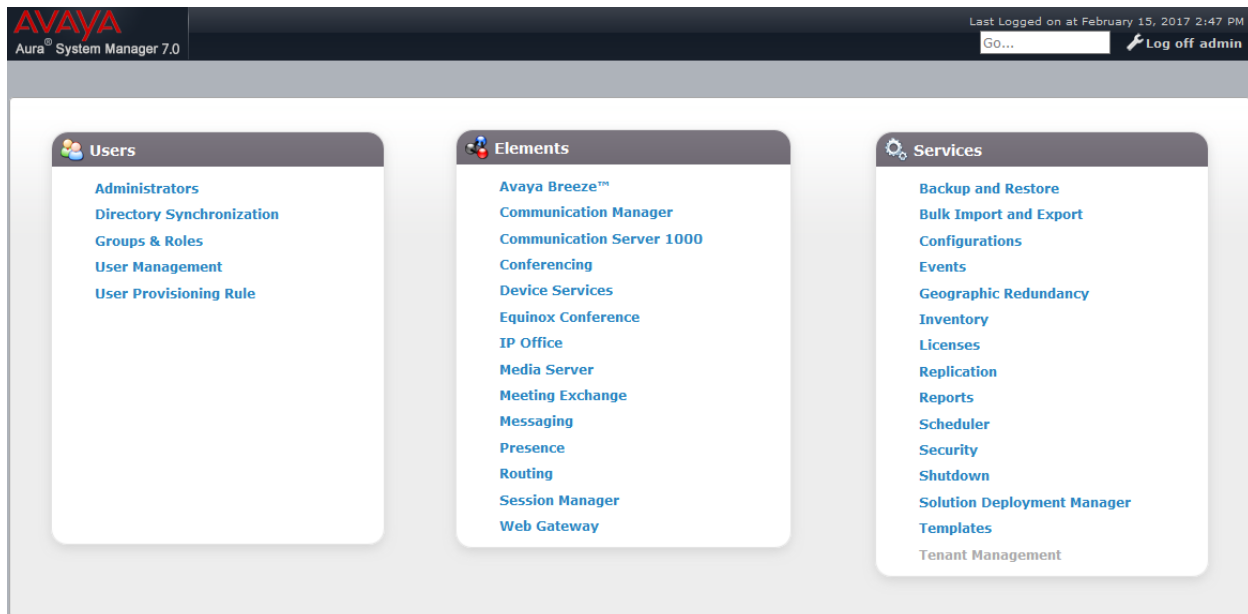 AVAYA
Aura® System Manager 7.0
Last Logged on at February 15, 2017 2:47 PM
Go...
Log off admin
Users
Administrators
Directory Synchronization
Groups & Roles
User Management
User Provisioning Rule
Elements
Avaya Breeze™
Communication Manager
Communication Server 1000
Conferencing
Device Services
Equinox Conference
IP Office
Media Server
Meeting Exchange
Messaging
Presence
Routing
Session Manager
Web Gateway
Services
Backup and Restore
Bulk Import and Export
Configurations
Events
Geographic Redundancy
Inventory
Licenses
Replication
Reports
Scheduler
Security
Shutdown
Solution Deployment Manager
Templates
Tenant Management